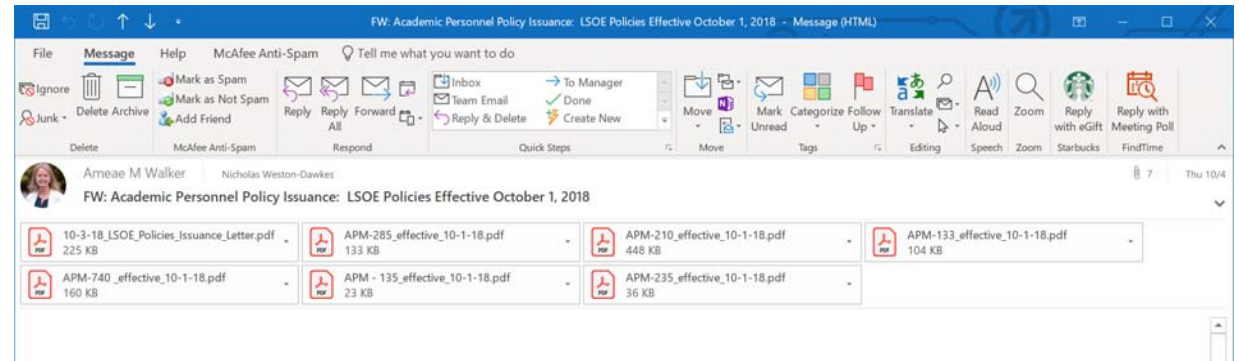 FW: Academic Personnel Policy Issuance: LSOE Policies Effective October 1, 2018 - Message (HTML)
File Message Help McAfee Anti-Spam Tell me what you want to do
Ignore
Junk
Delete Archive
Mark as Spam
Mark as Not Spam
Add Friend
Reply Reply All Forward
Inbox
Team Email
Reply & Delete
To Manager
Done
Create New
Move
Mark Unread
Categorize
Follow Up
Translate
Read Aloud
Zoom
Reply with eGift
Reply with Meeting Poll
Delete McAfee Anti-Spam Respond Quick Steps Move Tags Editing Speech Zoom Starbucks FindTime
Ameae M Walker Nicholas Weston-Dawkes 7 Thu 10/4
FW: Academic Personnel Policy Issuance: LSOE Policies Effective October 1, 2018
10-3-18_LSOE_Policies_Issuance_Letter.pdf
225 KB
APM-285_effective_10-1-18.pdf
133 KB
APM-210_effective_10-1-18.pdf
448 KB
APM-133_effective_10-1-18.pdf
104 KB
APM-740 _effective_10-1-18.pdf
160 KB
APM - 135_effective_10-1-18.pdf
23 KB
APM-235_effective_10-1-18.pdf
36 KB